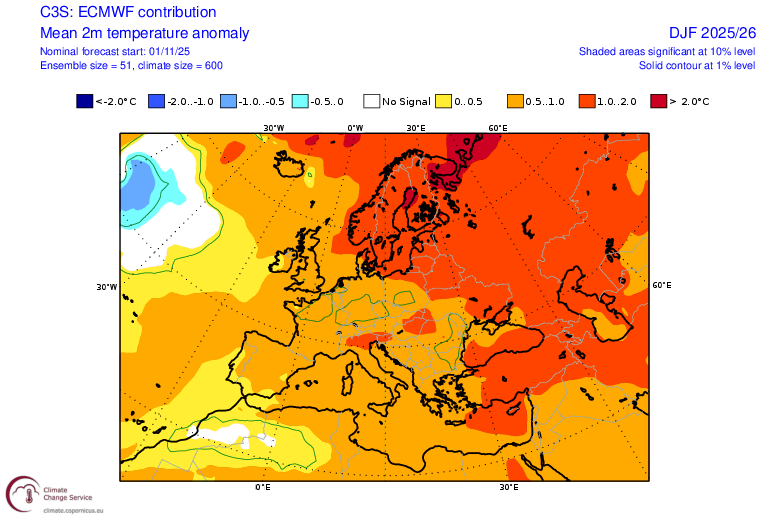 C3S: ECMWF contribution
Mean 2m temperature anomaly
DJF 2025/26
Nominal forecast start: 01/11/25
Shaded areas significant at 10% level
Ensemble size = 51, climate size = 600
Solid contour at 1% level
<-2.0°C -2.0..-1.0 -1.0..-0.5 -0.5..0 No Signal 0..0.5 0.5..1.0 1.0..2.0 > 2.0°C
30°W 0°W 30°E 60°E
30°W 60°E
0°E 30°E
Climate
Change Service
climate.copernicus.eu